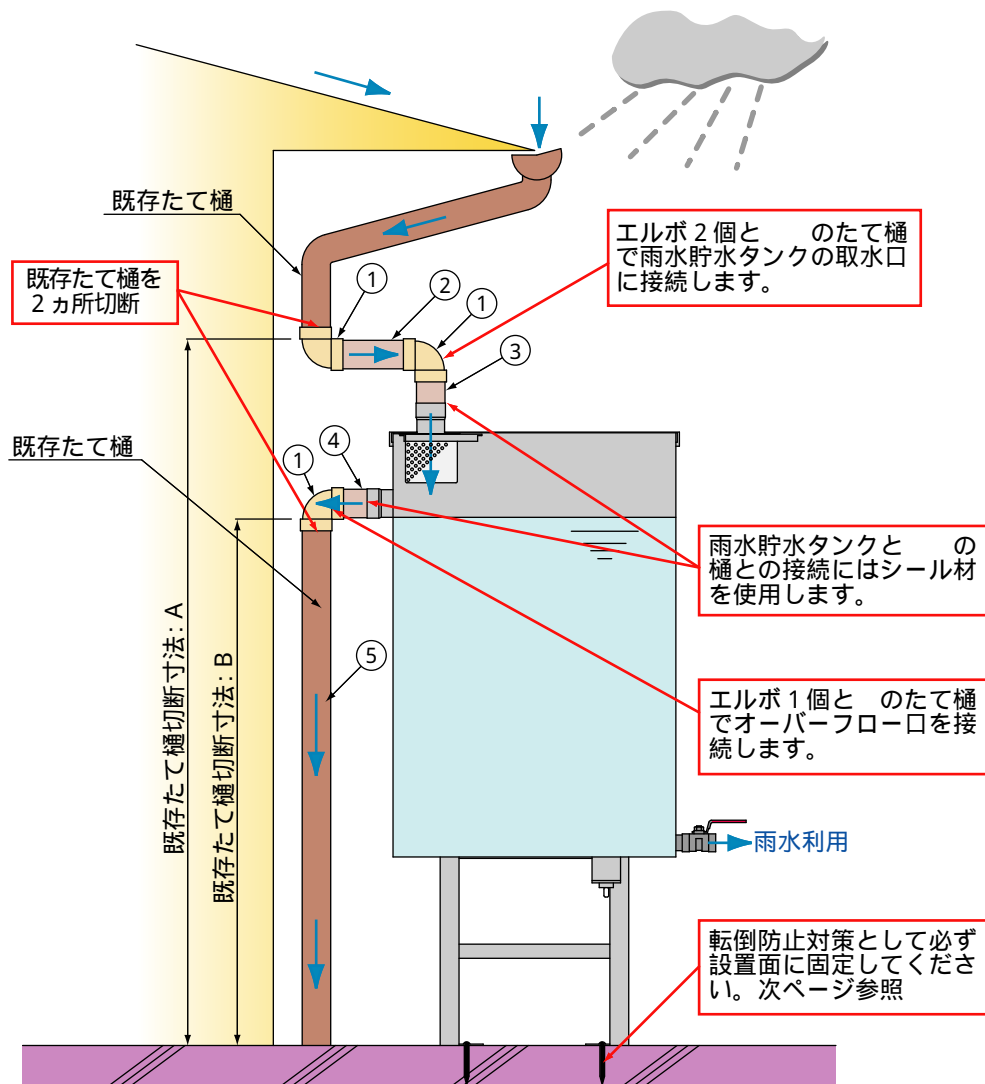 既存たて樋
エルボ2個と　　のたて樋
で雨水貯水タンクの取水口
に接続します。
既存たて樋を
2ヵ所切断
①
②
①
③
既存たて樋
④
①
雨水貯水タンクと　　の
樋との接続にはシール材
を使用します。
⑤
既存たて樋切断寸法: A
既存たて樋切断寸法: B
エルボ1個と　のたて樋
でオーバーフロー口を接
続します。
雨水利用
転倒防止対策として必ず
設置面に固定してくださ
い。次ページ参照